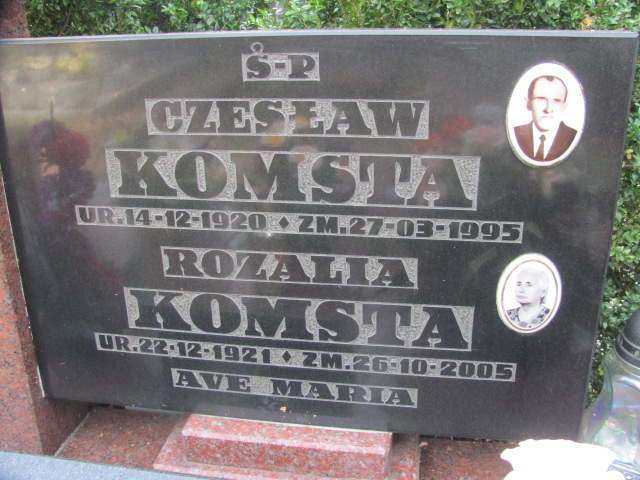 Ś-P
CZESŁAW
KOMSTA
UR.14-12-1920 ♦ ZM.27-03-1995
ROZALIA
KOMSTA
UR.22-12-1921 ♦ ZM.26-10-2005
AVE MARIA